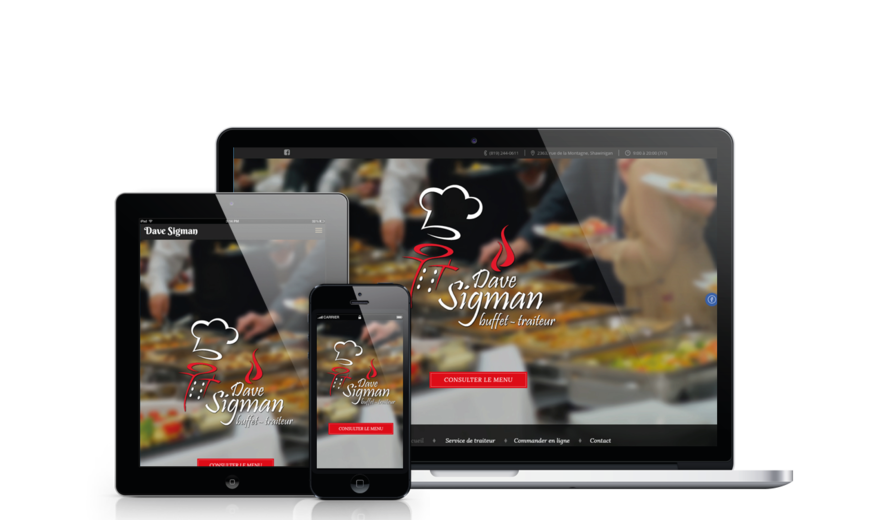 Dave
Sigman
buffet ~ traiteur
CONSULTER LE MENU
Service de traiteur
Commander en ligne
Contact
iPad
Dave Sigman
Dave
Sigman
buffet ~ traiteur
CONSULTER LE MENU
CARRIER
Dave
Sigman
buffet ~ traiteur
CONSULTER LE MENU